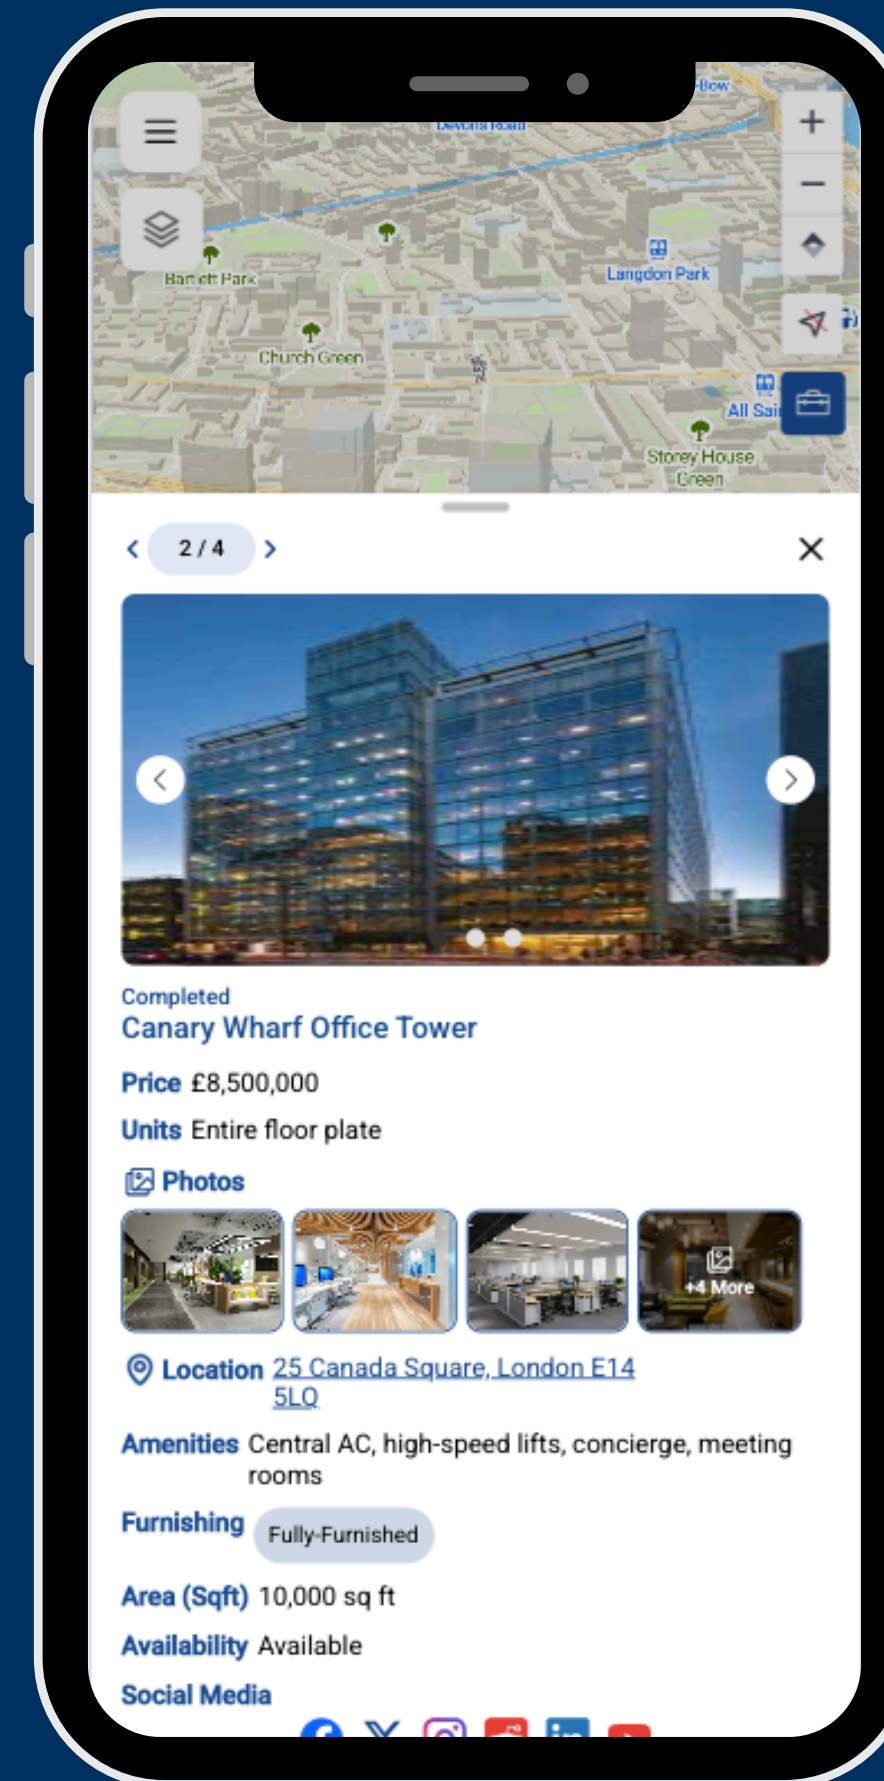 -Bow
Devons Road
Bartlett Park
Langdon Park
Church Green
All Sai
Storey House
Green
2 / 4
Completed
Canary Wharf Office Tower
Price £8,500,000
Units Entire floor plate
Photos
+4 More
Location 25 Canada Square, London E14
5LQ
Amenities Central AC, high-speed lifts, concierge, meeting
rooms
Furnishing Fully-Furnished
Area (Sqft) 10,000 sq ft
Availability Available
Social Media
in